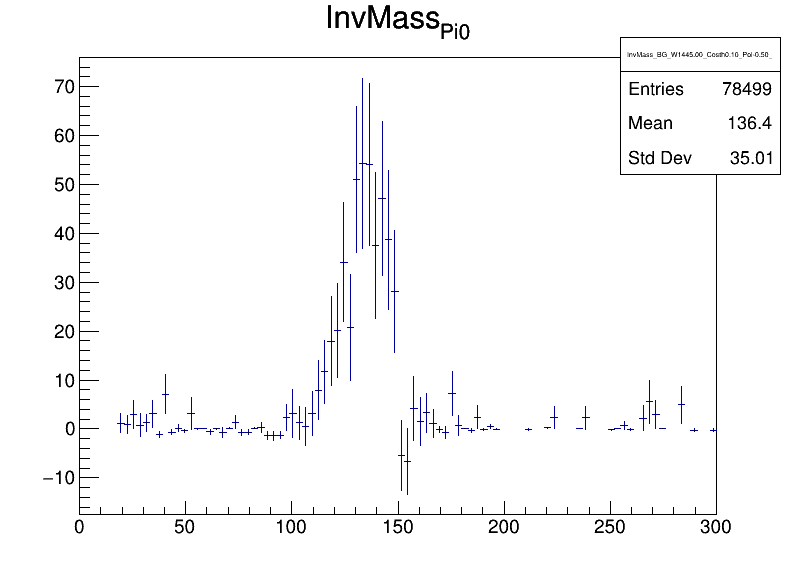 InvMassPi0
InvMass_BG_W1445.00_Costh0.10_Pol-0.50_
Entries 78499
Mean 136.4
Std Dev 35.01
70
60
50
40
30
20
10
0
−10
0 50 100 150 200 250 300